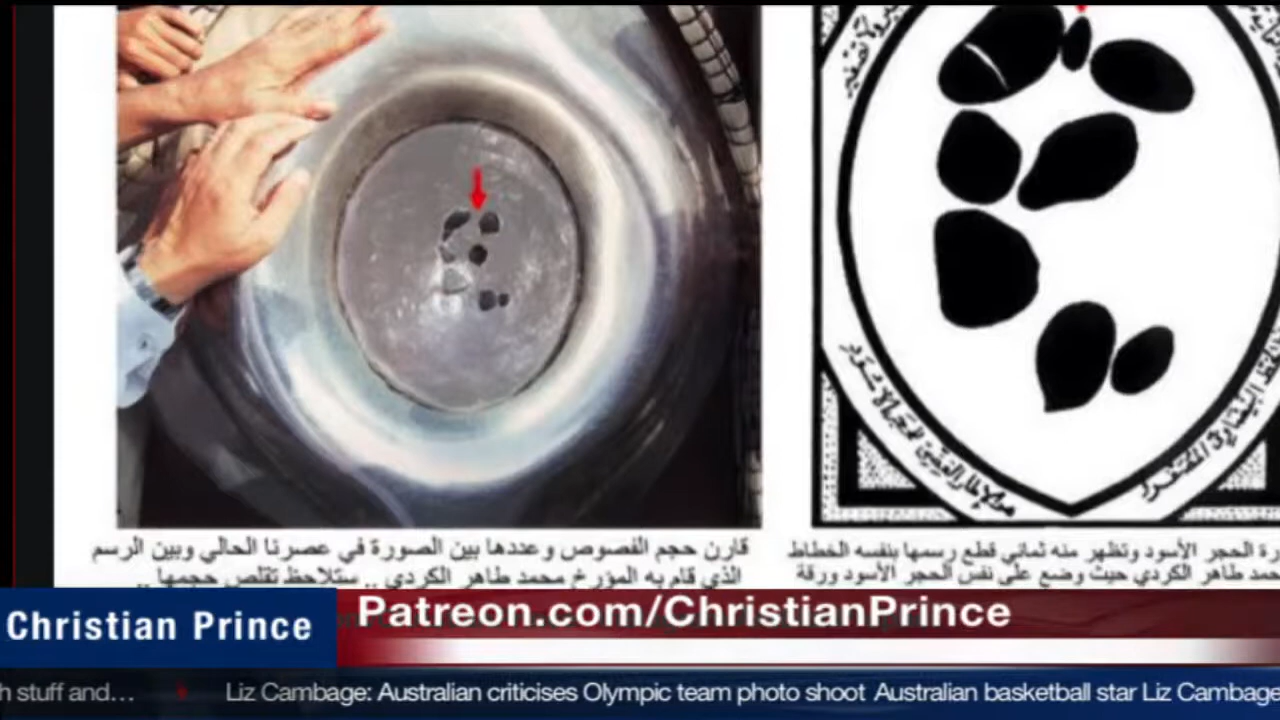 قارن حجم الفصوص وعددها بين الصورة في عصرنا الحالي وبين الرسم
الذي قام به المؤرخ محمد طاهر الكردي .. ستلاحظ تقلص حجمها ..
رة الحجر الأسود وتظهر منه ثماني قطع رسمها بنفسه الخطاط
حمد طاهر الكردي حيث وضع على نفس الحجر الأسود ورقة
Christian Prince
Patreon.com/ChristianPrince
h stuff and...
Liz Cambage: Australian criticises Olympic team photo shoot Australian basketball star Liz Cambage